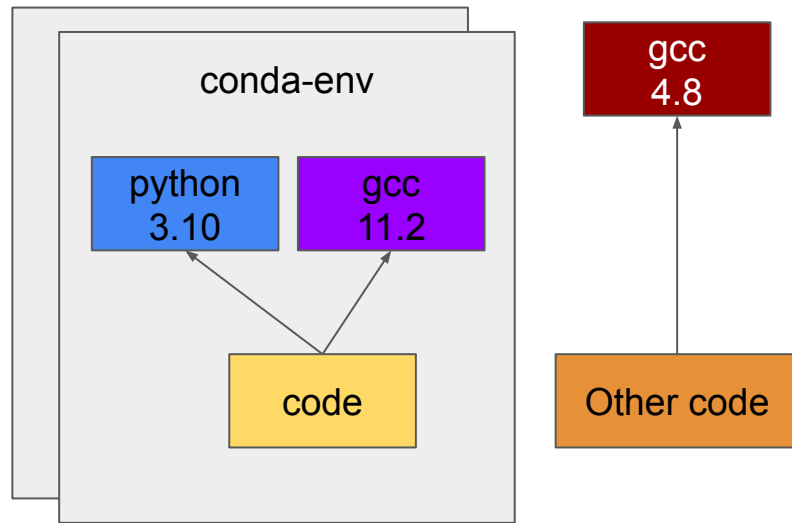 conda-env
python
3.10
gcc
11.2
code
gcc
4.8
Other code